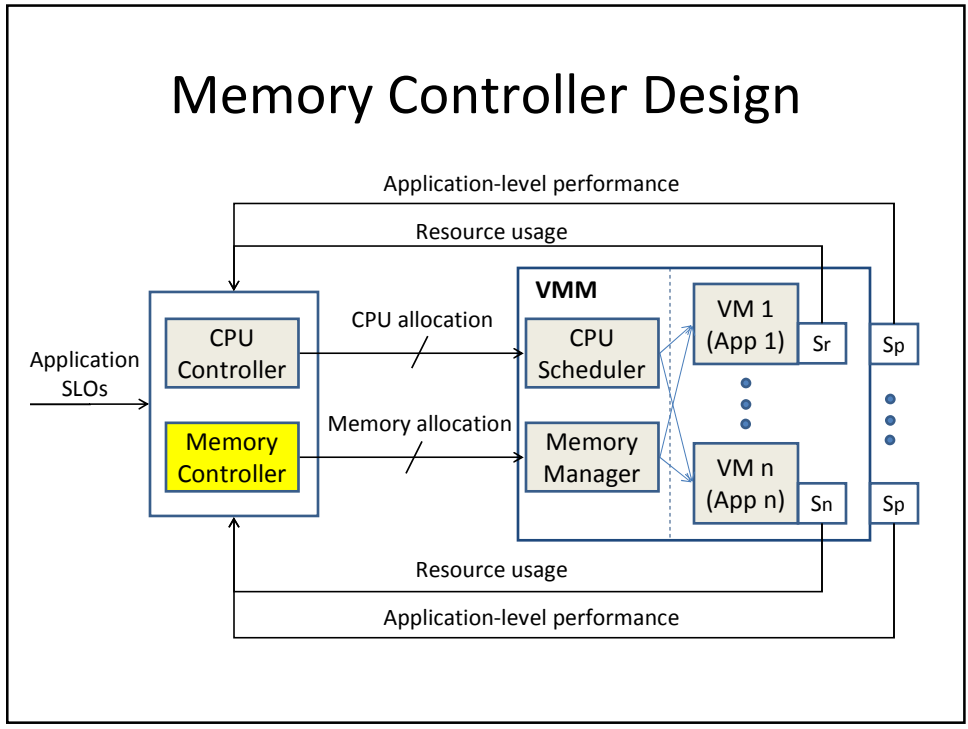 Memory Controller Design
Application-level performance
Resource usage
VMM
CPU allocation
Application
SLOs
CPU
Controller
CPU
Scheduler
VM 1
(App 1)
Sr
Sp
Memory allocation
Memory
Controller
Memory
Manager
VM n
(App n)
Sn
Sp
Resource usage
Application-level performance